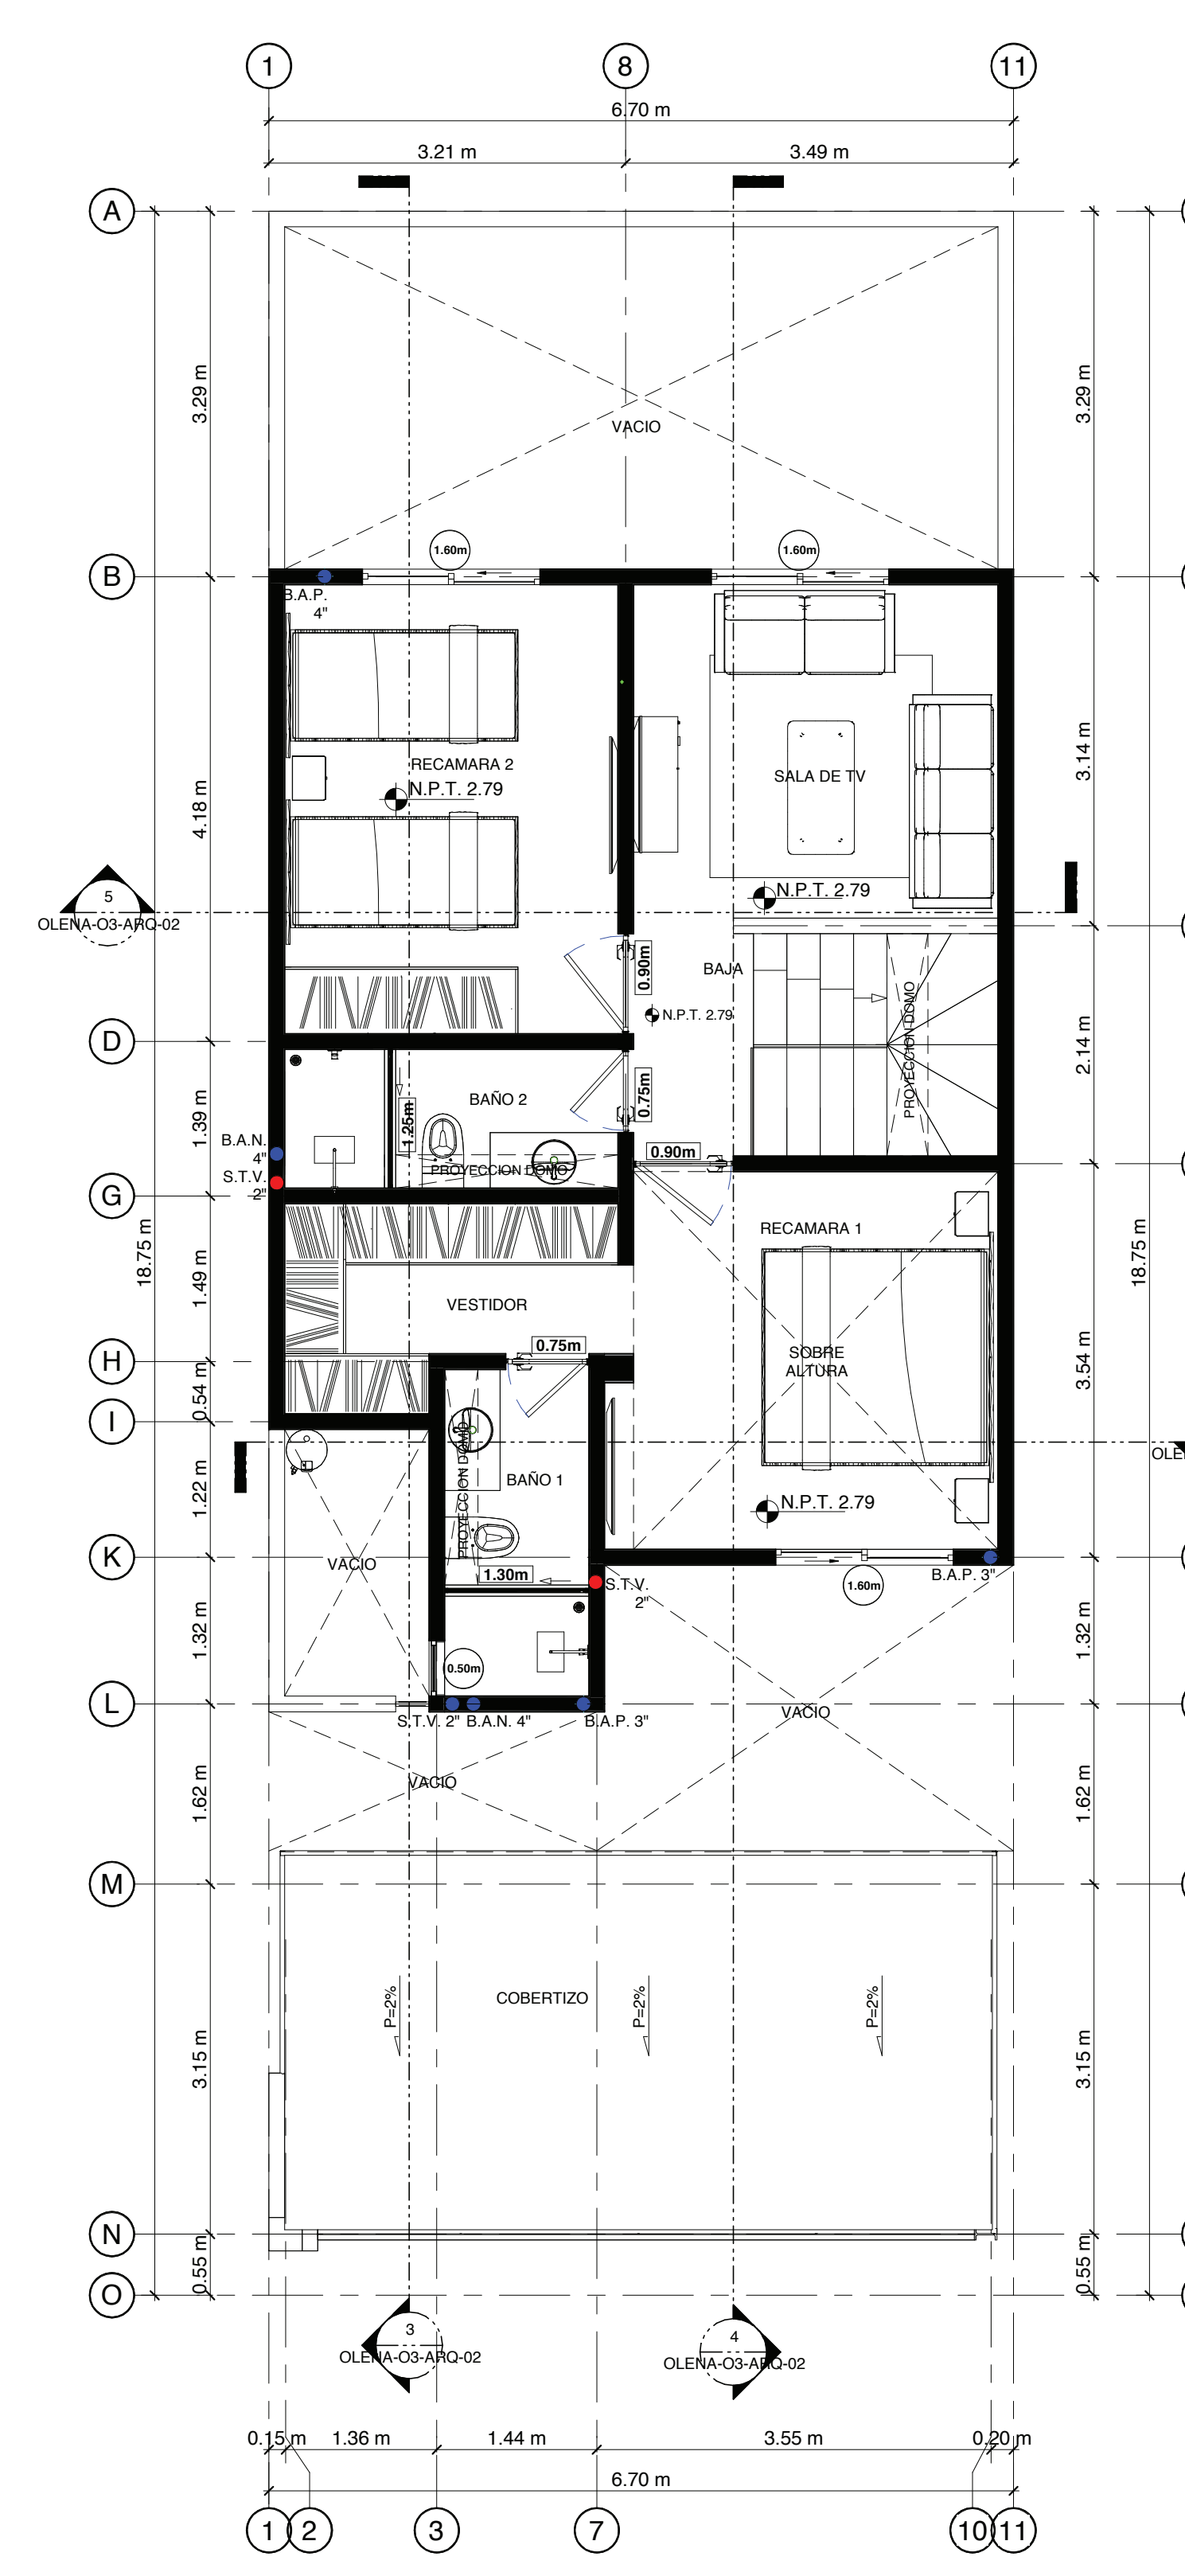 1
8
11
6.70 m
3.21 m
3.49 m
A
3.29 m
3.29 m
VACIO
1.60m
1.60m
B
B.A.P.
4"
RECAMARA 2
N.P.T. 2.79
SALA DE TV
3.14 m
4.18 m
N.P.T. 2.79
5
OLENA-O3-ARQ-02
0.90m
BAJA
N.P.T. 2.79
PROYECCION DOMO
2.14 m
D
BAÑO 2
1.25m
0.75m
1.39 m
B.A.N.
4"
S.T.V.
2"
PROYECCION DOMO
0.90m
G
18.75 m
1.49 m
RECAMARA 1
18.75 m
VESTIDOR
0.75m
H
SOBRE
ALTURA
3.54 m
0.54 m
I
OLE
1.22 m
PROYECCION DOMO
BAÑO 1
N.P.T. 2.79
K
VACIO
1.30m
S.T.V.
2"
1.60m
B.A.P. 3"
1.32 m
1.32 m
0.50m
L
S.T.V. 2"
B.A.N. 4"
B.A.P. 3"
VACIO
VACIO
1.62 m
1.62 m
M
COBERTIZO
P=2%
P=2%
P=2%
3.15 m
3.15 m
N
0.55 m
0.55 m
O
3
OLENA-O3-ARQ-02
4
OLENA-O3-ARQ-02
0.15 m
1.36 m
1.44 m
3.55 m
0.20 m
6.70 m
1
2
3
7
10
11